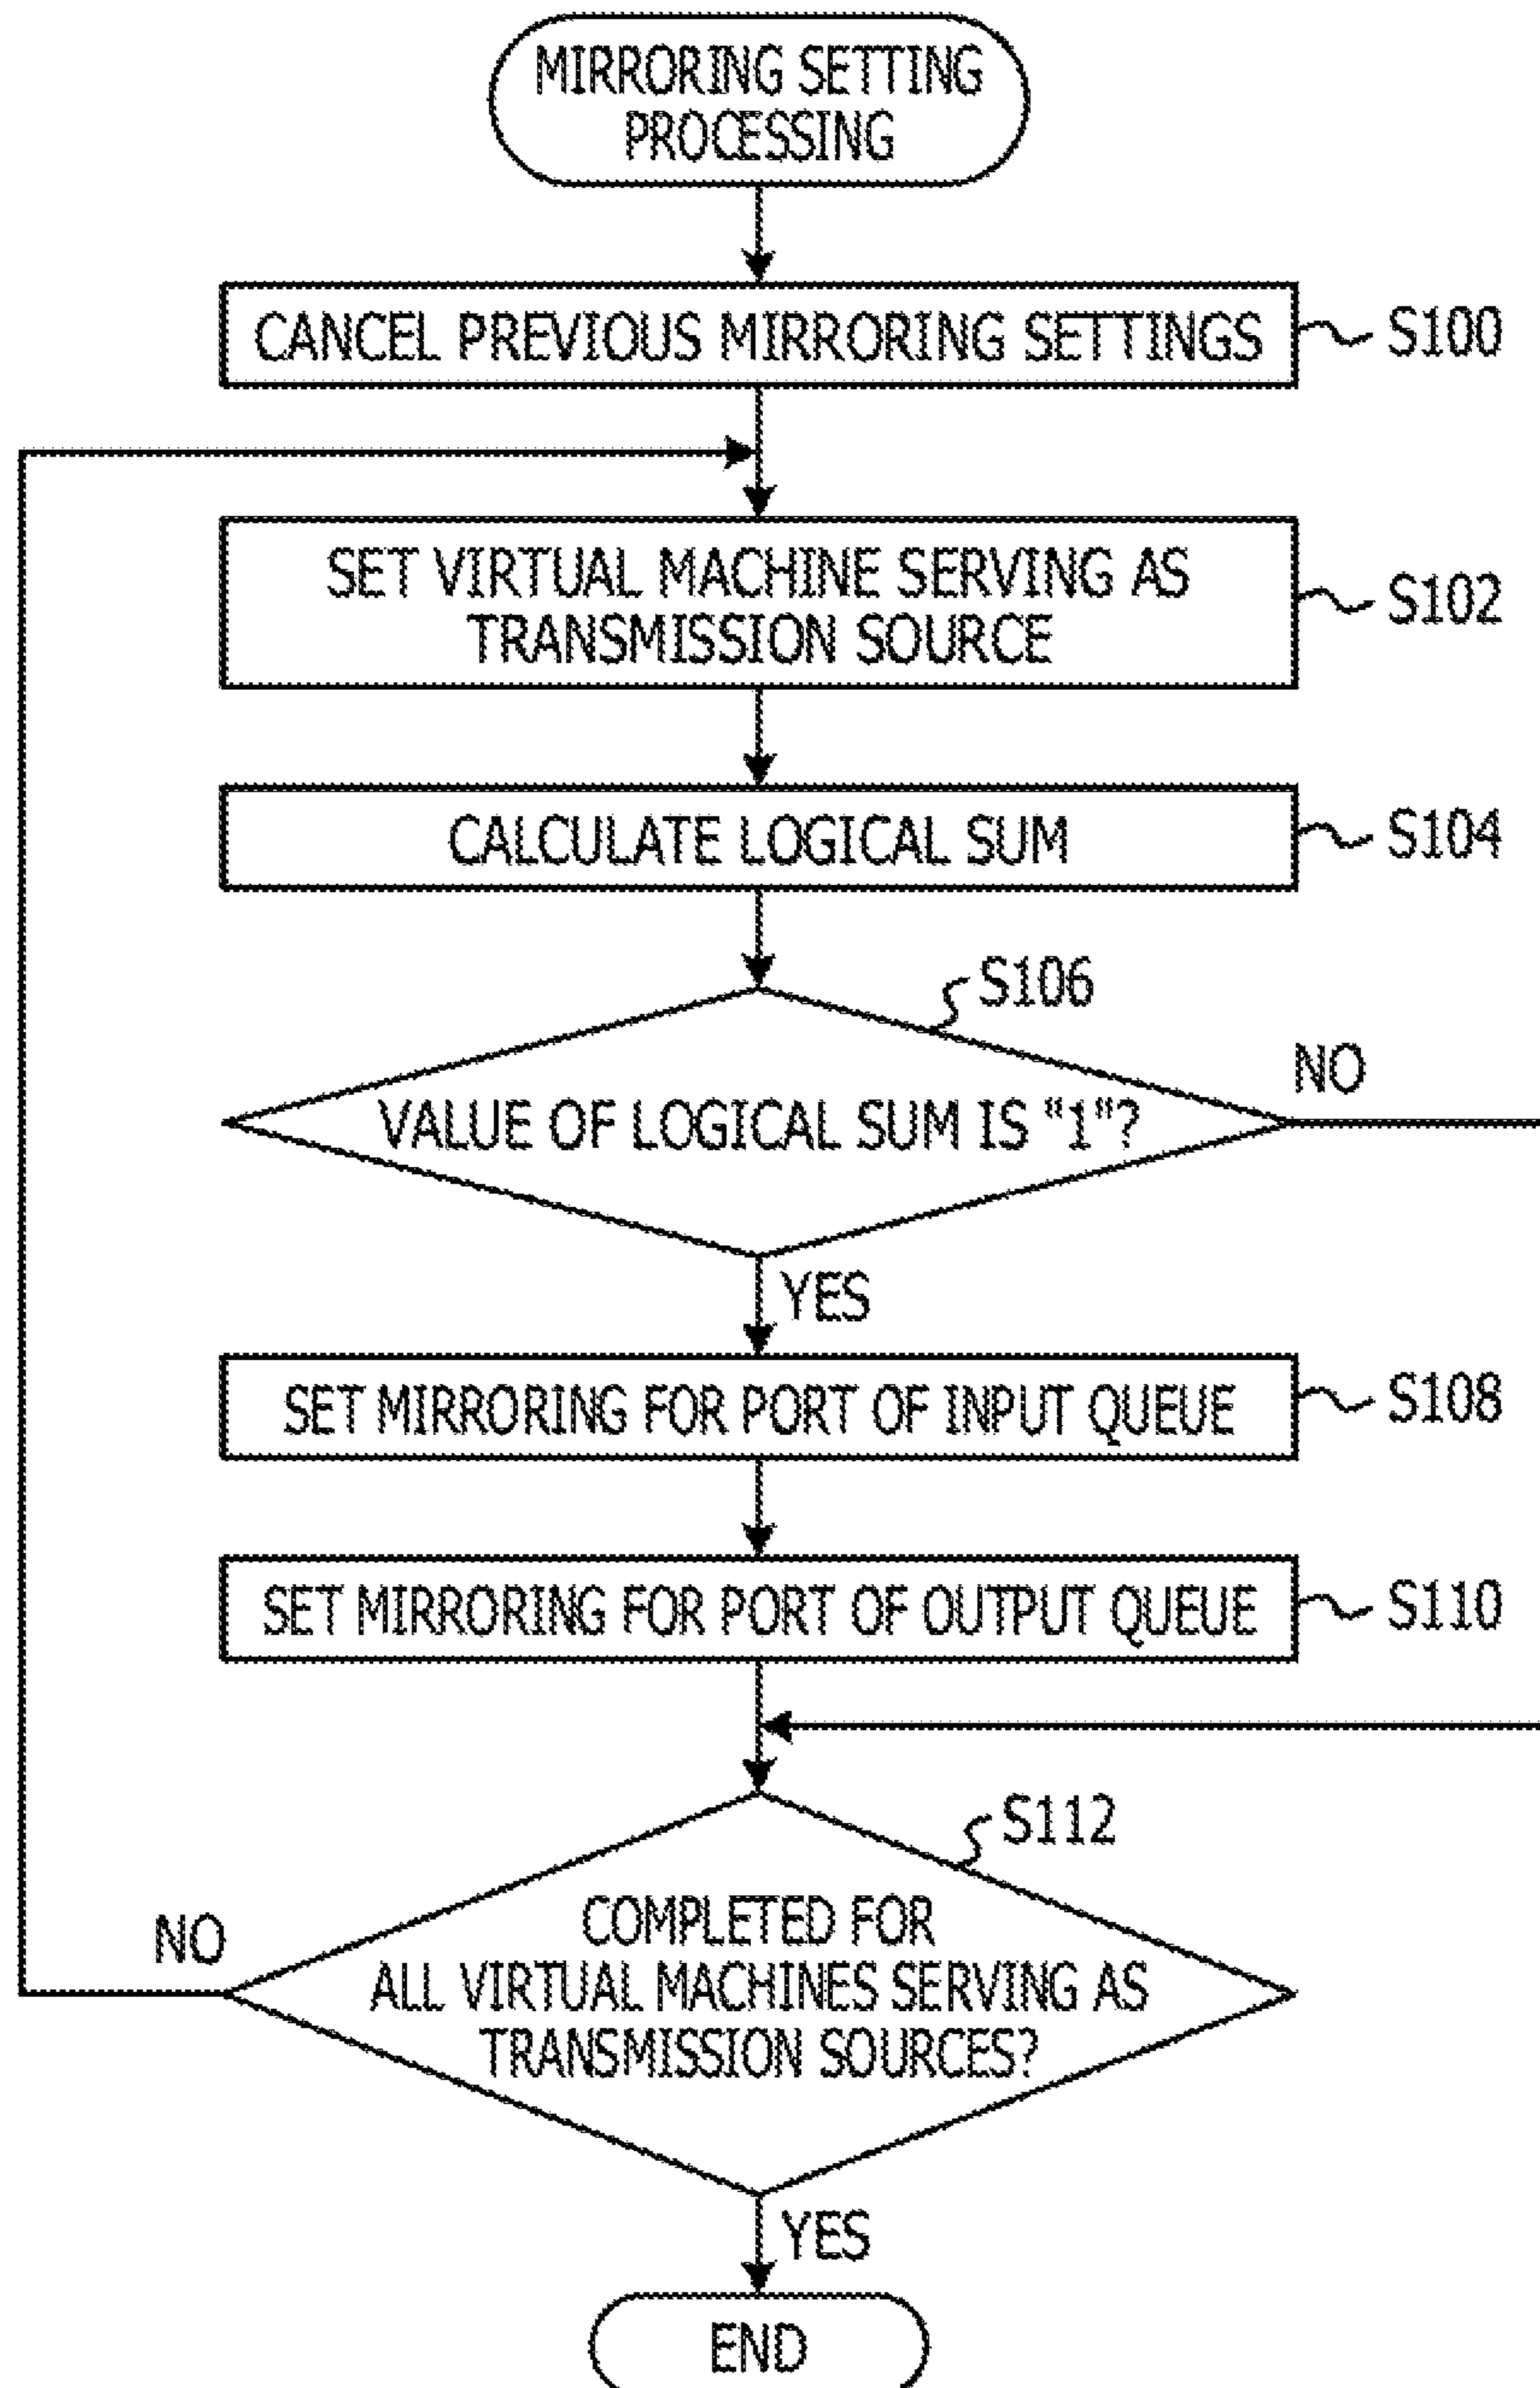 MIRRORING SETTING
PROCESSING
CANCEL PREVIOUS MIRRORING SETTINGS
S100
SET VIRTUAL MACHINE SERVING AS
TRANSMISSION SOURCE
S102
CALCULATE LOGICAL SUM
S104
S106
NO
VALUE OF LOGICAL SUM IS "1"?
YES
SET MIRRORING FOR PORT OF INPUT QUEUE
S108
SET MIRRORING FOR PORT OF OUTPUT QUEUE
S110
S112
NO
COMPLETED FOR
ALL VIRTUAL MACHINES SERVING AS
TRANSMISSION SOURCES?
YES
END